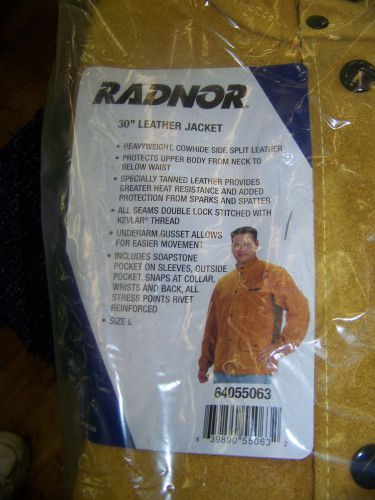 RADNOR®
30" LEATHER JACKET
• HEAVYWEIGHT, COWHIDE SIDE SPLIT LEATHER
• PROTECTS UPPER BODY FROM NECK TO
BELOW WAIST
• SPECIALLY TANNED LEATHER PROVIDES
GREATER HEAT RESISTANCE AND ADDED
PROTECTION FROM SPARKS AND SPATTER
• ALL SEAMS DOUBLE LOCK STITCHED WITH
KEVLAR® THREAD
• UNDERARM GUSSET ALLOWS
FOR EASIER MOVEMENT
• INCLUDES SOAPSTONE
POCKET ON SLEEVES, OUTSIDE
POCKET, SNAPS AT COLLAR,
WRISTS AND BACK, ALL
STRESS POINTS RIVET
REINFORCED
• SIZE L
64055063
6 39890 55063 2